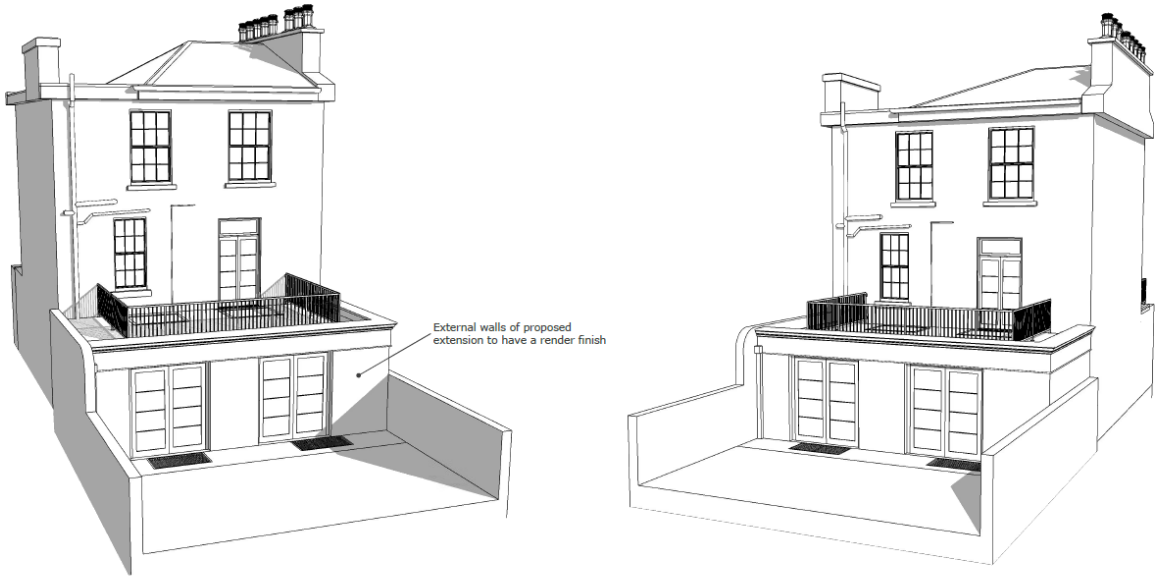 External walls of proposed
extension to have a render finish